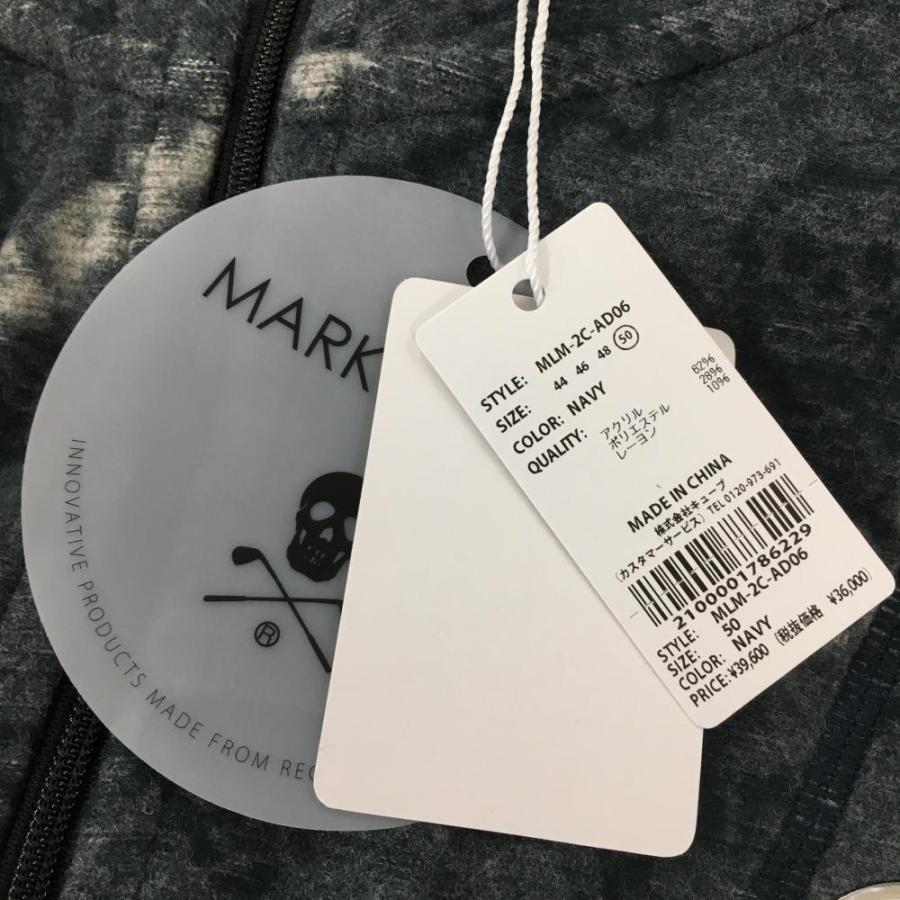 MARK
®
INNOVATIVE PRODUCTS MADE FROM REC
STYLE: MLM-2C-AD06
SIZE: 44 46 48 50
COLOR: NAVY
QUALITY: アクリル 62%
ポリエステル 28%
レーヨン 10%
MADE IN CHINA
株式会社キューブ
(カスタマーサービス) TEL 0120-973-691
2100001786229
STYLE: MLM-2C-AD06
SIZE: 50
COLOR: NAVY
PRICE: ¥39,600 (税抜価格 ¥36,000)